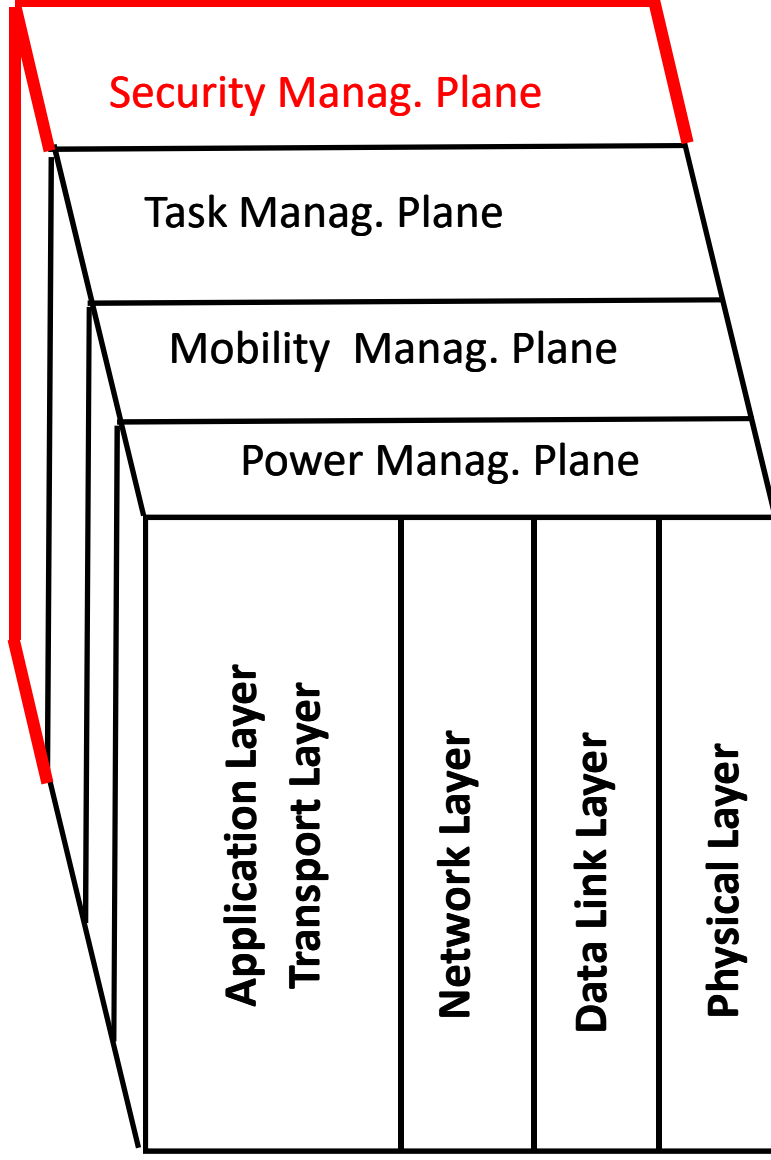 Security Manag. Plane
Task Manag. Plane
Mobility  Manag. Plane
Power Manag. Plane
Application Layer
Transport Layer
Network Layer
Data Link Layer
Physical Layer